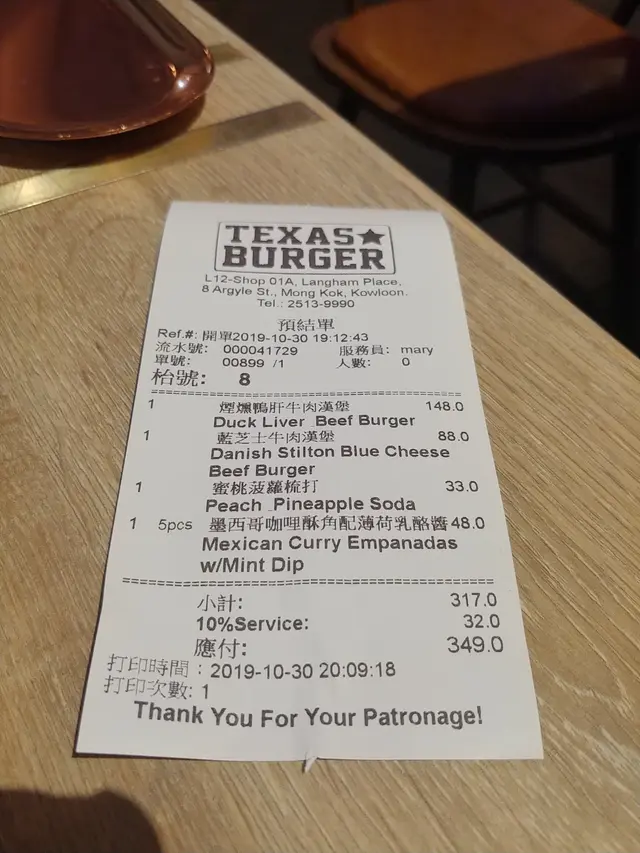 TEXAS★
BURGER
L12-Shop 01A, Langham Place,
8 Argyle St., Mong Kok, Kowloon.
Tel.: 2513-9990
預結單
Ref.#: 開單2019-10-30 19:12:43
流水號: 000041729 服務員: mary
單號: 00899 /1 人數: 0
枱號: 8
1 煙燻鴨肝牛肉漢堡 148.0
Duck Liver Beef Burger
1 藍芝士牛肉漢堡 88.0
Danish Stilton Blue Cheese
Beef Burger
1 蜜桃菠蘿梳打 33.0
Peach Pineapple Soda
1 5pcs 墨西哥咖哩酥角配薄荷乳酪醬 48.0
Mexican Curry Empanadas
w/Mint Dip
小計: 317.0
10%Service: 32.0
應付: 349.0
打印時間：2019-10-30 20:09:18
打印次數: 1
Thank You For Your Patronage!